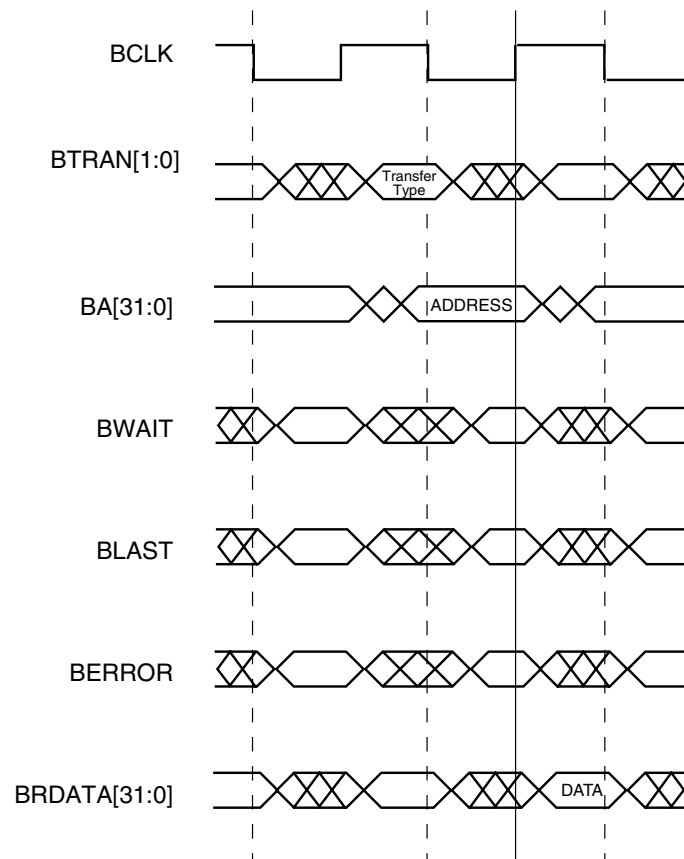 BCLK
BTRAN[1:0]
Transfer
Type
BA[31:0]
ADDRESS
BWAIT
BLAST
BERROR
BRDATA[31:0]
DATA